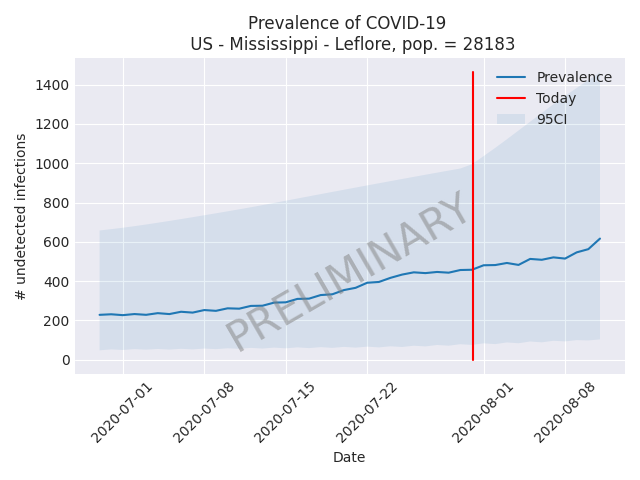 Prevalence of COVID-19
US - Mississippi - Leflore, pop. = 28183
# undetected infections
1400
1200
1000
800
600
400
200
0
Prevalence
Today
95CI
PRELIMINARY
2020-07-01
2020-07-08
2020-07-15
2020-07-22
2020-08-01
2020-08-08
Date